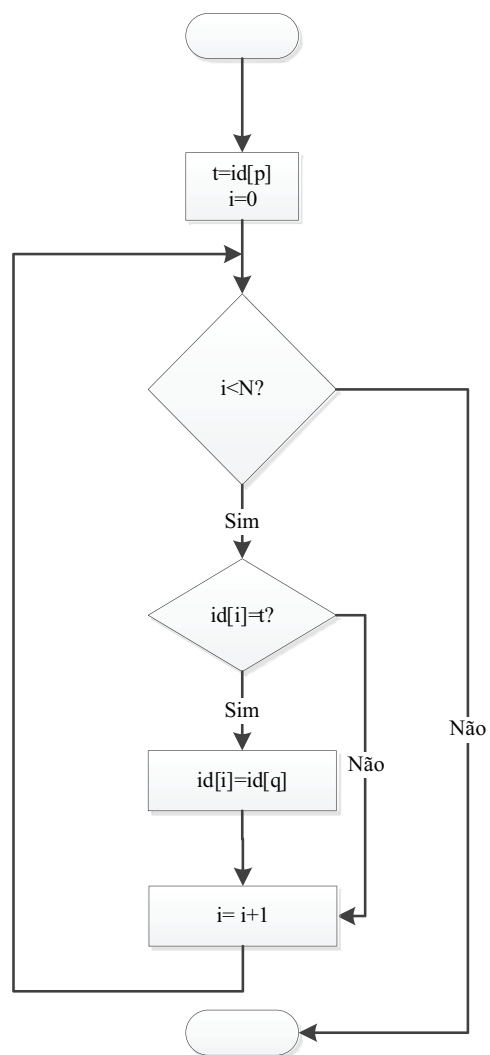 t=id[p]
i=0
i<N?
Sim
id[i]=t?
Sim
Não
Não
id[i]=id[q]
i= i+1